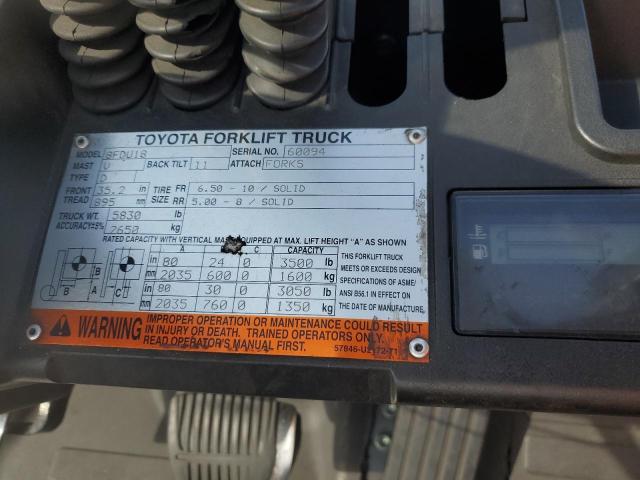 TOYOTA FORKLIFT TRUCK
MODEL 8FDU18 SERIAL NO. 60094
MAST V BACK TILT 11 ATTACH FORKS
TYPE D
FRONT TREAD 35.2 in 895 mm TIRE SIZE FR 6.50 - 10 / SOLID
RR 5.00 - 8 / SOLID
TRUCK WT. 5830 lb
ACCURACY±5% 2650 kg
RATED CAPACITY WITH VERTICAL EQUIPPED AT MAX. LIFT HEIGHT "A" AS SHOWN
A C CAPACITY
in 80 24 0 3500 lb THIS FORKLIFT TRUCK
mm 2035 600 0 1600 kg MEETS OR EXCEEDS DESIGN
in 80 30 0 3050 lb SPECIFICATIONS OF ASME/
mm 2035 760 0 1350 kg ANSI B56.1 IN EFFECT ON
THE DATE OF MANUFACTURE.
B A C
B
WARNING
IMPROPER OPERATION OR MAINTENANCE COULD RESULT
IN INJURY OR DEATH. TRAINED OPERATORS ONLY.
READ OPERATOR'S MANUAL FIRST.